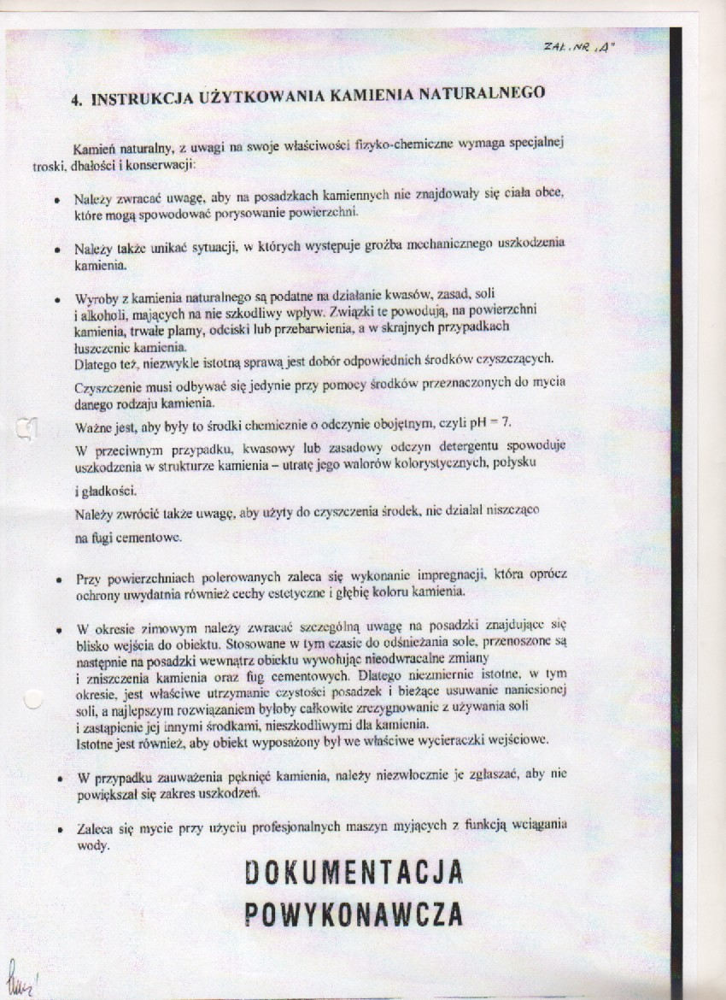 ZAŁ. NR „A"
4. INSTRUKCJA UŻYTKOWANIA KAMIENIA NATURALNEGO
Kamień naturalny, z uwagi na swoje właściwości fizyko-chemiczne wymaga specjalnej
troski, dbałości i konserwacji:
• Należy zwracać uwagę, aby na posadzkach kamiennych nie znajdowały się ciała obce,
które mogą spowodować porysowanie powierzchni.
• Należy także unikać sytuacji, w których występuje groźba mechanicznego uszkodzenia
kamienia.
• Wyroby z kamienia naturalnego są podatne na działanie kwasów, zasad, soli
i alkoholi, mających na nie szkodliwy wpływ. Związki te powodują, na powierzchni
kamienia, trwałe plamy, odciski lub przebarwienia, a w skrajnych przypadkach
łuszczenie kamienia.
Dlatego też, niezwykle istotną sprawą jest dobór odpowiednich środków czyszczących.
Czyszczenie musi odbywać się jedynie przy pomocy środków przeznaczonych do mycia
danego rodzaju kamienia.
Ważne jest, aby były to środki chemicznie o odczynie obojętnym, czyli pH = 7.
W przeciwnym przypadku, kwasowy lub zasadowy odczyn detergentu spowoduje
uszkodzenia w strukturze kamienia – utratę jego walorów kolorystycznych, połysku
i gładkości.
Należy zwrócić także uwagę, aby użyty do czyszczenia środek, nie działał niszcząco
na fugi cementowe.
• Przy powierzchniach polerowanych zaleca się wykonanie impregnacji, która oprócz
ochrony uwydatnia również cechy estetyczne i głębię koloru kamienia.
• W okresie zimowym należy zwracać szczególną uwagę na posadzki znajdujące się
blisko wejścia do obiektu. Stosowane w tym czasie do odśnieżania sole, przenoszone są
następnie na posadzki wewnątrz obiektu wywołując nieodwracalne zmiany
i zniszczenia kamienia oraz fug cementowych. Dlatego niezmiernie istotne, w tym
okresie, jest właściwe utrzymanie czystości posadzek i bieżące usuwanie naniesionej
soli, a najlepszym rozwiązaniem byłoby całkowite zrezygnowanie z używania soli
i zastąpienie jej innymi środkami, nieszkodliwymi dla kamienia.
Istotne jest również, aby obiekt wyposażony był we właściwe wycieraczki wejściowe.
• W przypadku zauważenia pęknięć kamienia, należy niezwłocznie je zgłaszać, aby nie
powiększał się zakres uszkodzeń.
• Zaleca się mycie przy użyciu profesjonalnych maszyn myjących z funkcją wciągania
wody.
DOKUMENTACJA
POWYKONAWCZA